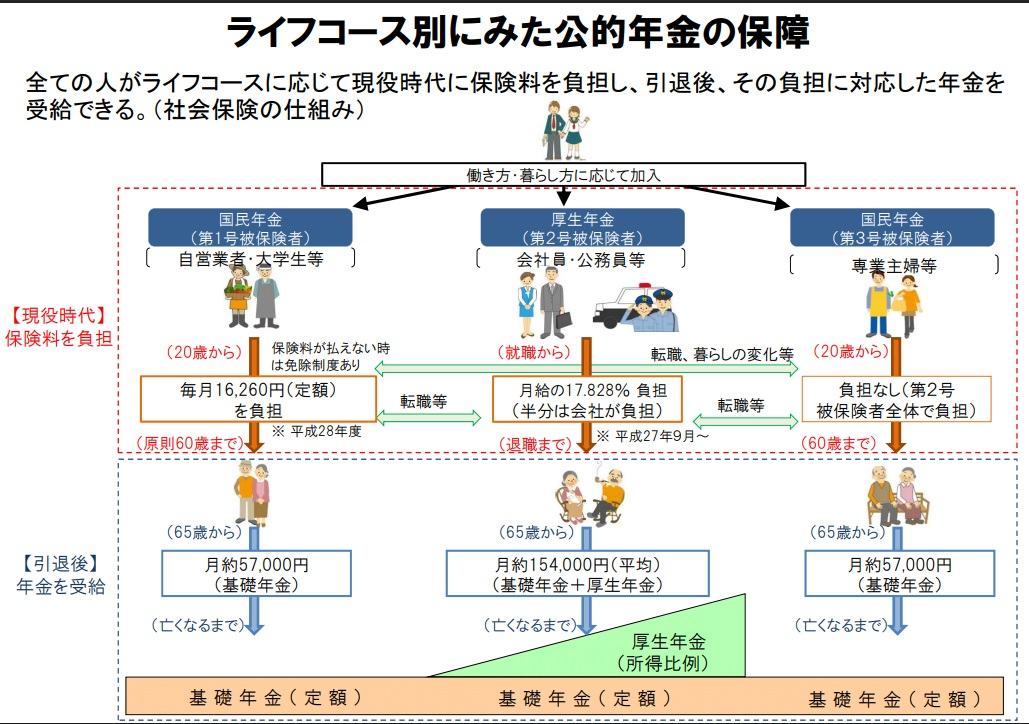 ライフコース別にみた公的年金の保障
全ての人がライフコースに応じて現役時代に保険料を負担し、引退後、その負担に対応した年金を
受給できる。（社会保険の仕組み）
働き方・暮らし方に応じて加入
国民年金
（第1号被保険者）
自営業者・大学生等
厚生年金
（第2号被保険者）
会社員・公務員等
国民年金
（第3号被保険者）
専業主婦等
【現役時代】
保険料を負担
（20歳から）
保険料が払えない時
は免除制度あり
（就職から）
転職、暮らしの変化等
（20歳から）
毎月16,260円（定額）
を負担
転職等
月給の17.828％ 負担
（半分は会社が負担）
転職等
負担なし（第2号
被保険者全体で負担）
（原則60歳まで）
※ 平成28年度
（退職まで）
※ 平成27年9月～
（60歳まで）
【引退後】
年金を受給
（65歳から）
（65歳から）
（65歳から）
月約57,000円
（基礎年金）
月約154,000円（平均）
（基礎年金＋厚生年金）
月約57,000円
（基礎年金）
（亡くなるまで）
（亡くなるまで）
（亡くなるまで）
厚生年金
（所得比例）
基礎年金（定額）
基礎年金（定額）
基礎年金（定額）